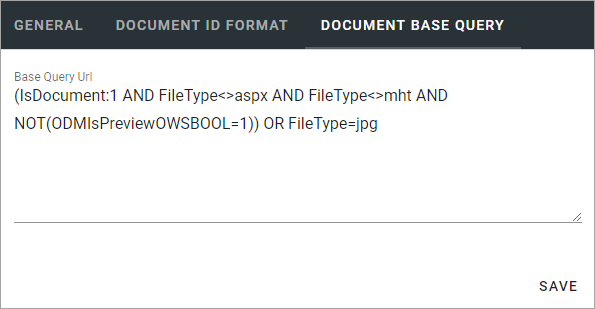 GENERAL DOCUMENT ID FORMAT DOCUMENT BASE QUERY
Base Query Url
(IsDocument:1 AND FileType<>aspx AND FileType<>mht AND
NOT(ODMIsPreviewOWSBOOL=1)) OR FileType=jpg
SAVE